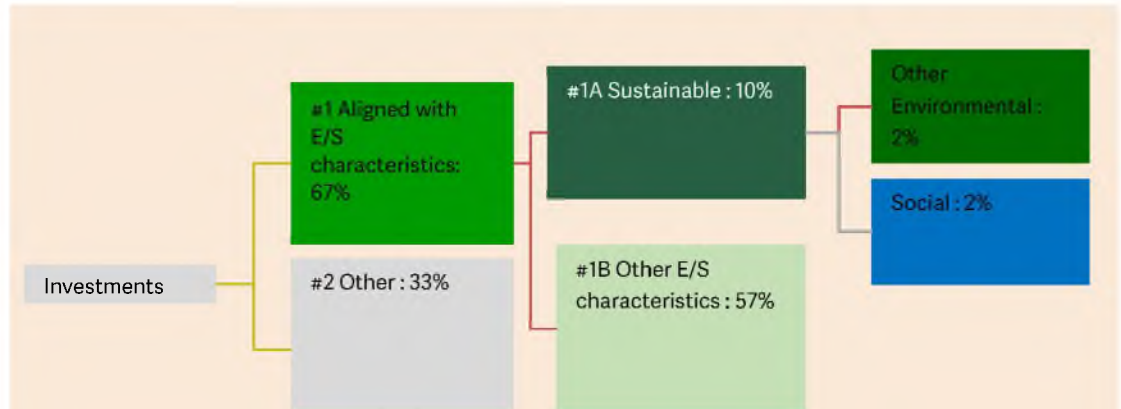 Investments
#1 Aligned with
E/S
characteristics:
67%
#2 Other : 33%
#1A Sustainable : 10%
#1B Other E/S
characteristics : 57%
Other
Environmental :
2%
Social : 2%